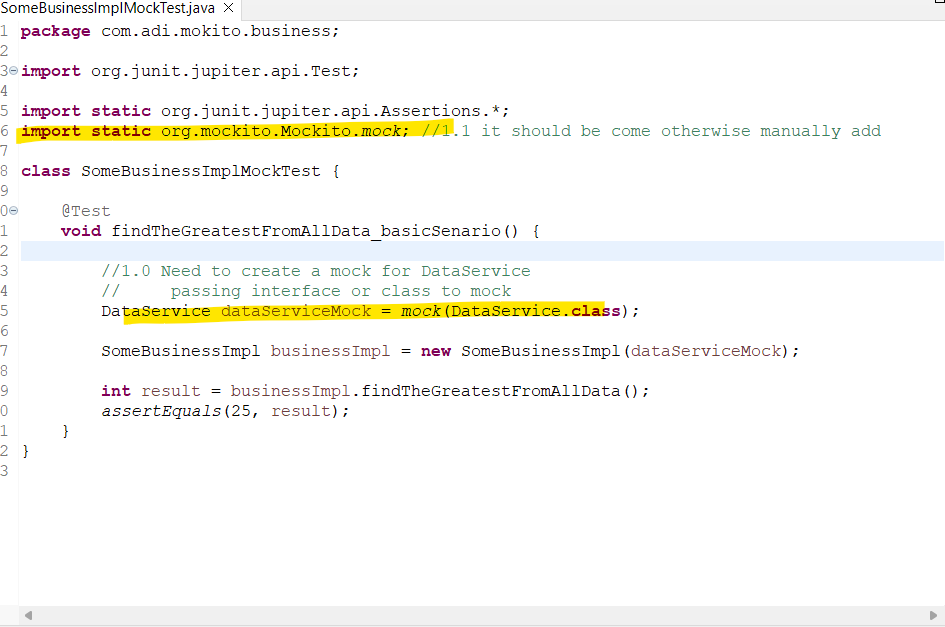 SomeBusinessImplMockTest.java
1 package com.adi.mokito.business;
2
3 import org.junit.jupiter.api.Test;
4
5 import static org.junit.jupiter.api.Assertions.*;
6 import static org.mockito.Mockito.mock; //1.1 it should be come otherwise manually add
7
8 class SomeBusinessImplMockTest {
9
0 @Test
1 void findTheGreatestFromAllData_basicSenario() {
2
3 //1.0 Need to create a mock for DataService
4 // passing interface or class to mock
5 DataService dataServiceMock = mock(DataService.class);
6
7 SomeBusinessImpl businessImpl = new SomeBusinessImpl(dataServiceMock);
8
9 int result = businessImpl.findTheGreatestFromAllData();
0 assertEquals(25, result);
1 }
2 }
3